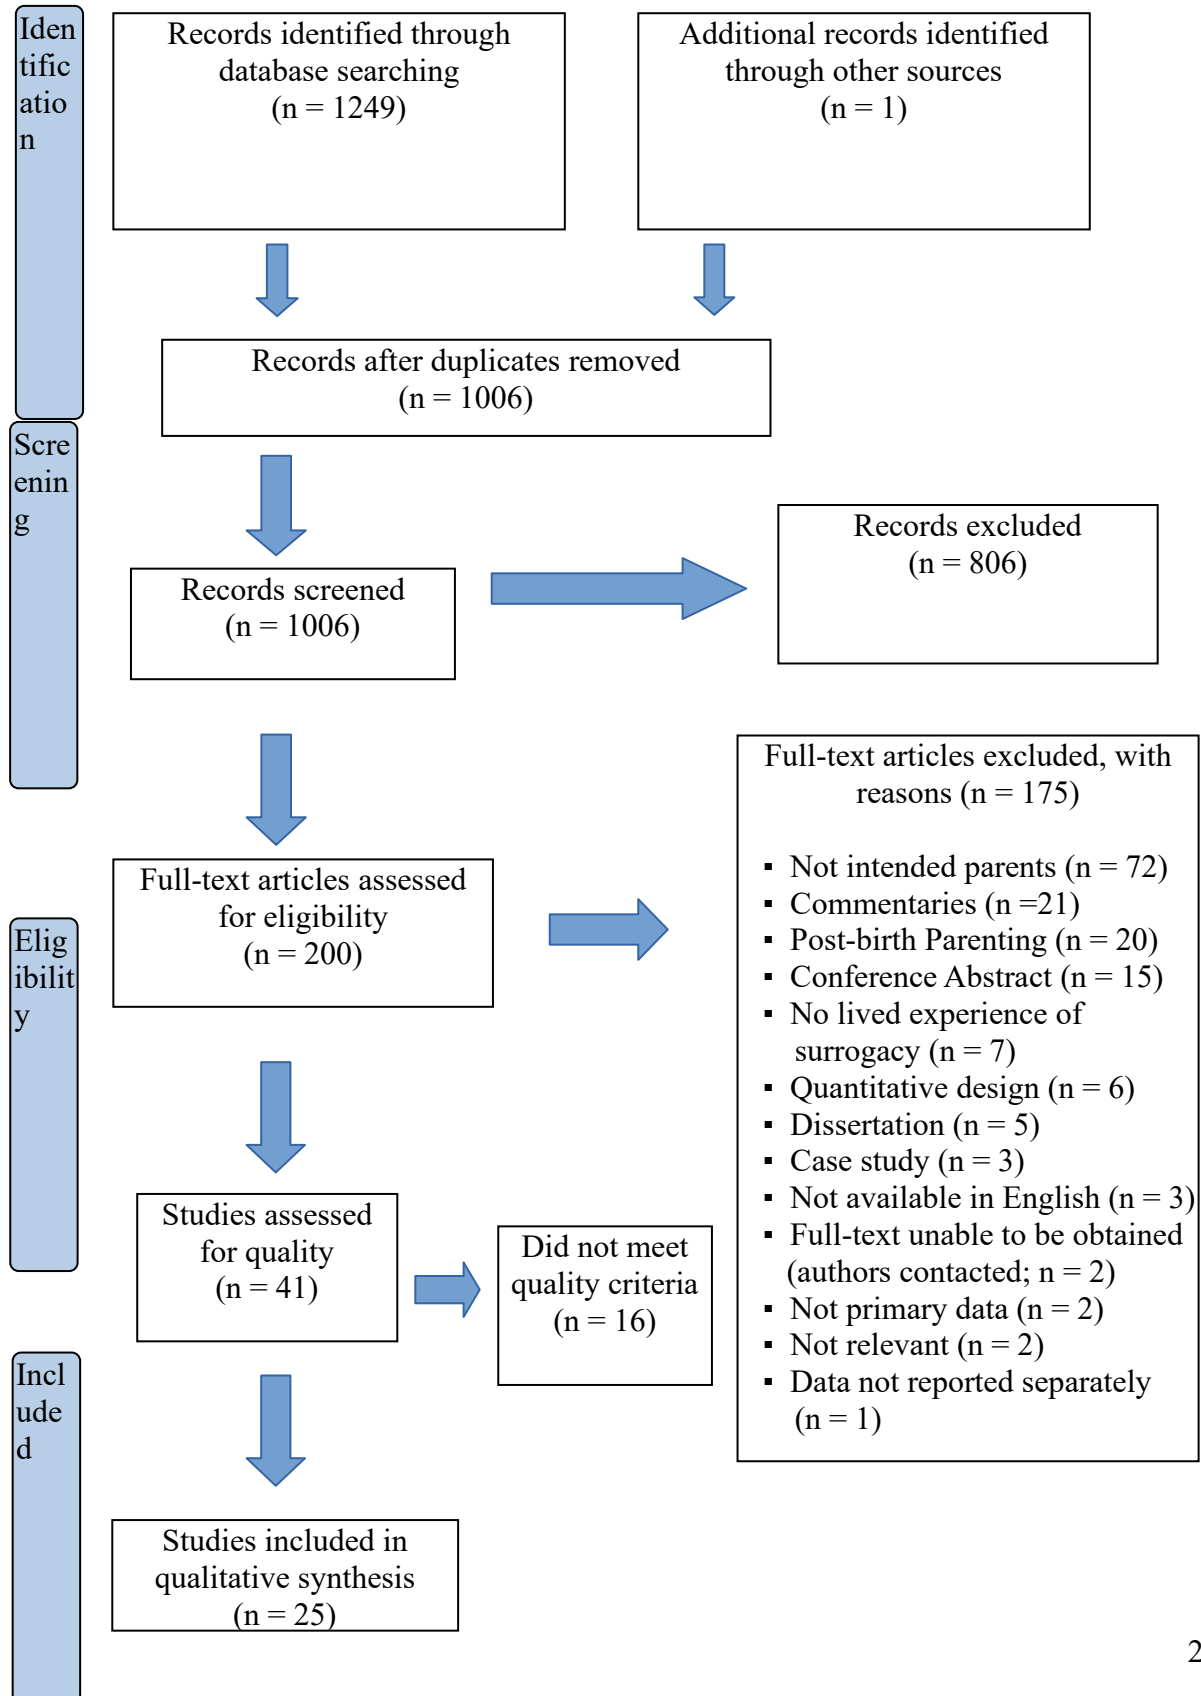 Iden
tific
atio
n
Records identified through
database searching
(n = 1249)
Additional records identified
through other sources
(n = 1)
Records after duplicates removed
(n = 1006)
Scre
enin
g
Records screened
(n = 1006)
Records excluded
(n = 806)
Full-text articles assessed
for eligibility
(n = 200)
Full-text articles excluded, with
reasons (n = 175)
▪ Not intended parents (n = 72)
▪ Commentaries (n =21)
▪ Post-birth Parenting (n = 20)
▪ Conference Abstract (n = 15)
▪ No lived experience of
surrogacy (n = 7)
▪ Quantitative design (n = 6)
▪ Dissertation (n = 5)
▪ Case study (n = 3)
▪ Not available in English (n = 3)
▪ Full-text unable to be obtained
(authors contacted; n = 2)
▪ Not primary data (n = 2)
▪ Not relevant (n = 2)
▪ Data not reported separately
(n = 1)
Elig
ibilit
y
Studies assessed
for quality
(n = 41)
Did not meet
quality criteria
(n = 16)
Incl
ude
d
Studies included in
qualitative synthesis
(n = 25)
2